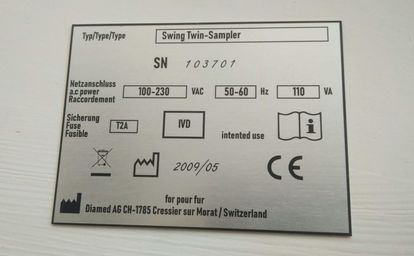 Typ/Type/Type Swing Twin-Sampler
SN 103701
Netzanschluss
a.c power 100-230 VAC 50-60 Hz 110 VA
Raccordement
Sicherung
Fuse T2A IVD intented use i
Fusible
2009/05 CE
for pour fur
Diamed AG CH-1785 Cressier sur Morat / Switzerland